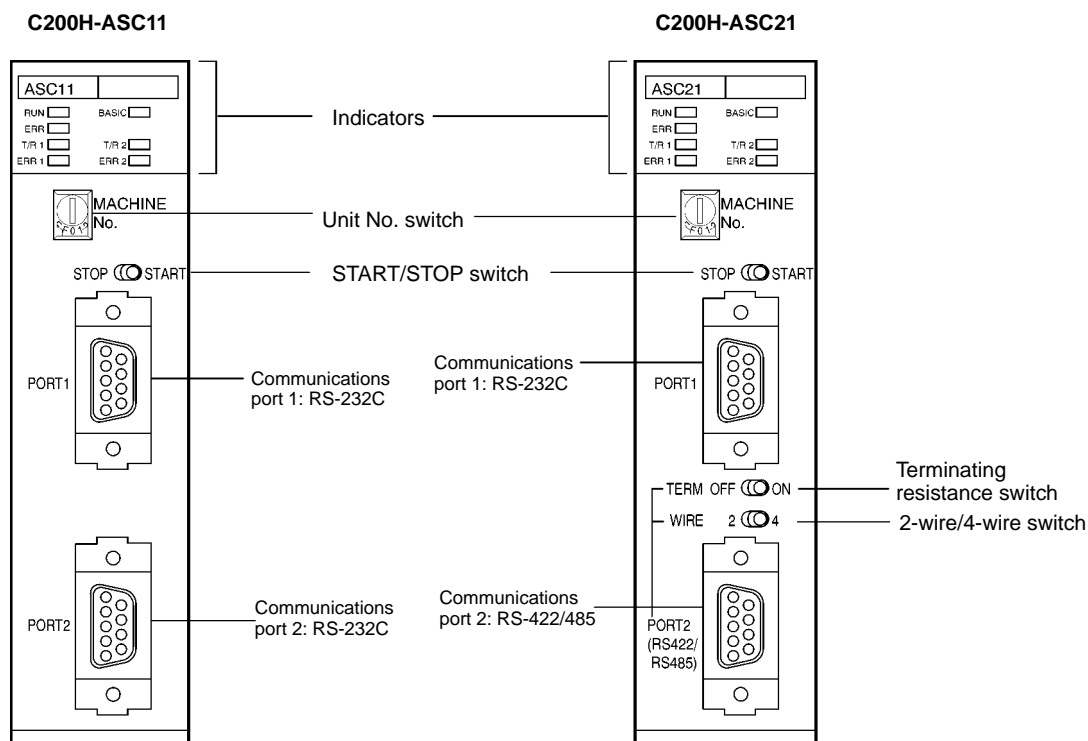 C200H-ASC11
C200H-ASC21
ASC11
RUN
BASIC
ERR
T/R 1
T/R 2
ERR 1
ERR 2
Indicators
ASC21
RUN
BASIC
ERR
T/R 1
T/R 2
ERR 1
ERR 2
MACHINE
No.
Unit No. switch
MACHINE
No.
STOP START
START/STOP switch
STOP START
PORT1
Communications
port 1: RS-232C
Communications
port 1: RS-232C
PORT1
TERM OFF ON
Terminating
resistance switch
WIRE 2 4
2-wire/4-wire switch
PORT2
Communications
port 2: RS-232C
Communications
port 2: RS-422/485
PORT2
(RS422/
RS485)